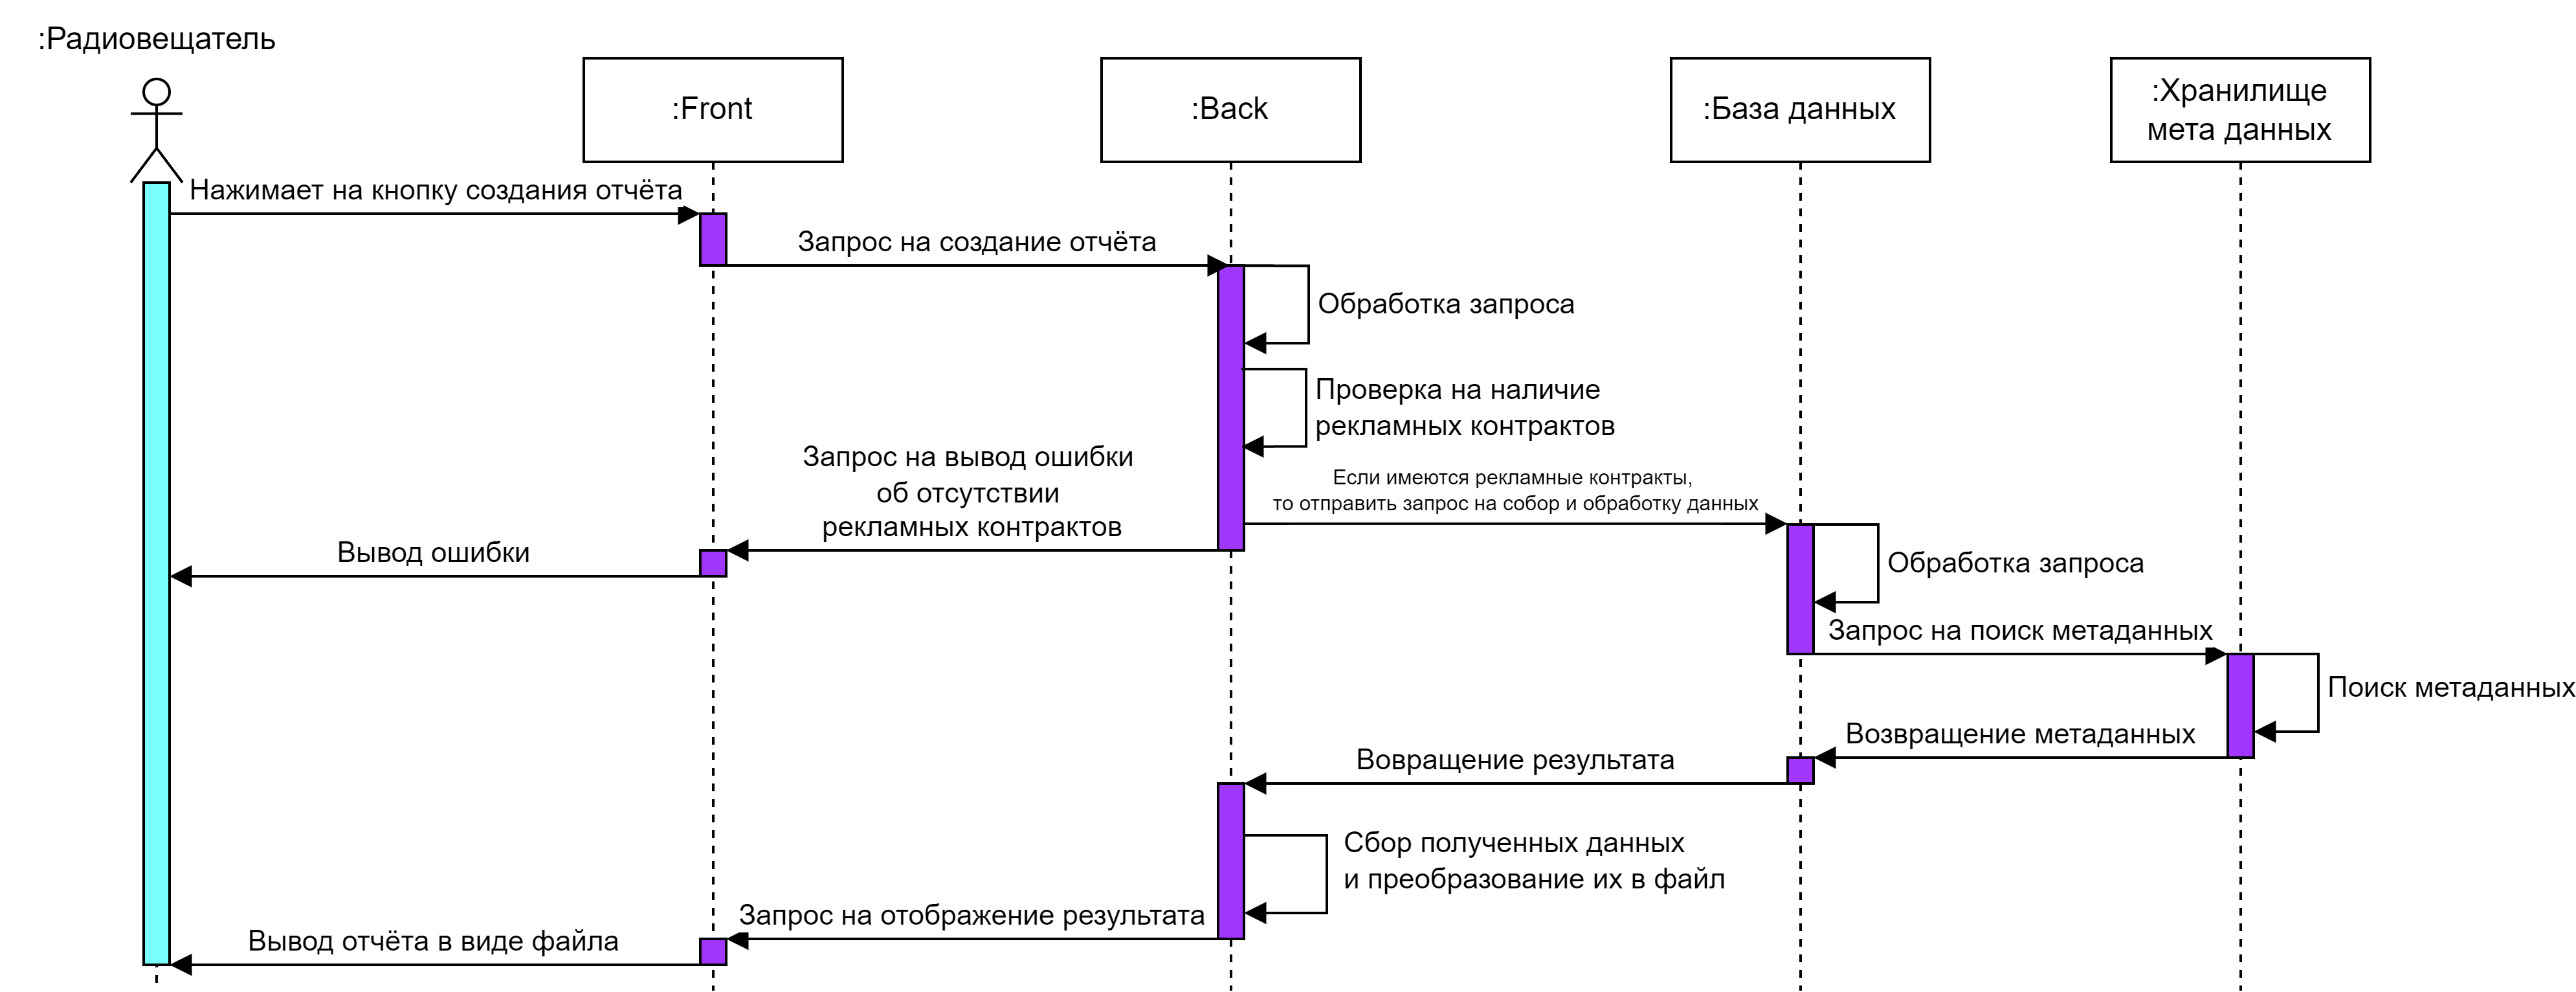 :Радиовещатель
:Front
:Back
:База данных
:Хранилище
мета данных
Нажимает на кнопку создания отчёта
Запрос на создание отчёта
Обработка запроса
Проверка на наличие
рекламных контрактов
Запрос на вывод ошибки
об отсутствии
рекламных контрактов
Если имеются рекламные контракты,
то отправить запрос на собор и обработку данных
Вывод ошибки
Обработка запроса
Запрос на поиск метаданных
Поиск метаданных
Возвращение метаданных
Вовращение результата
Сбор полученных данных
и преобразование их в файл
Запрос на отображение результата
Вывод отчёта в виде файла